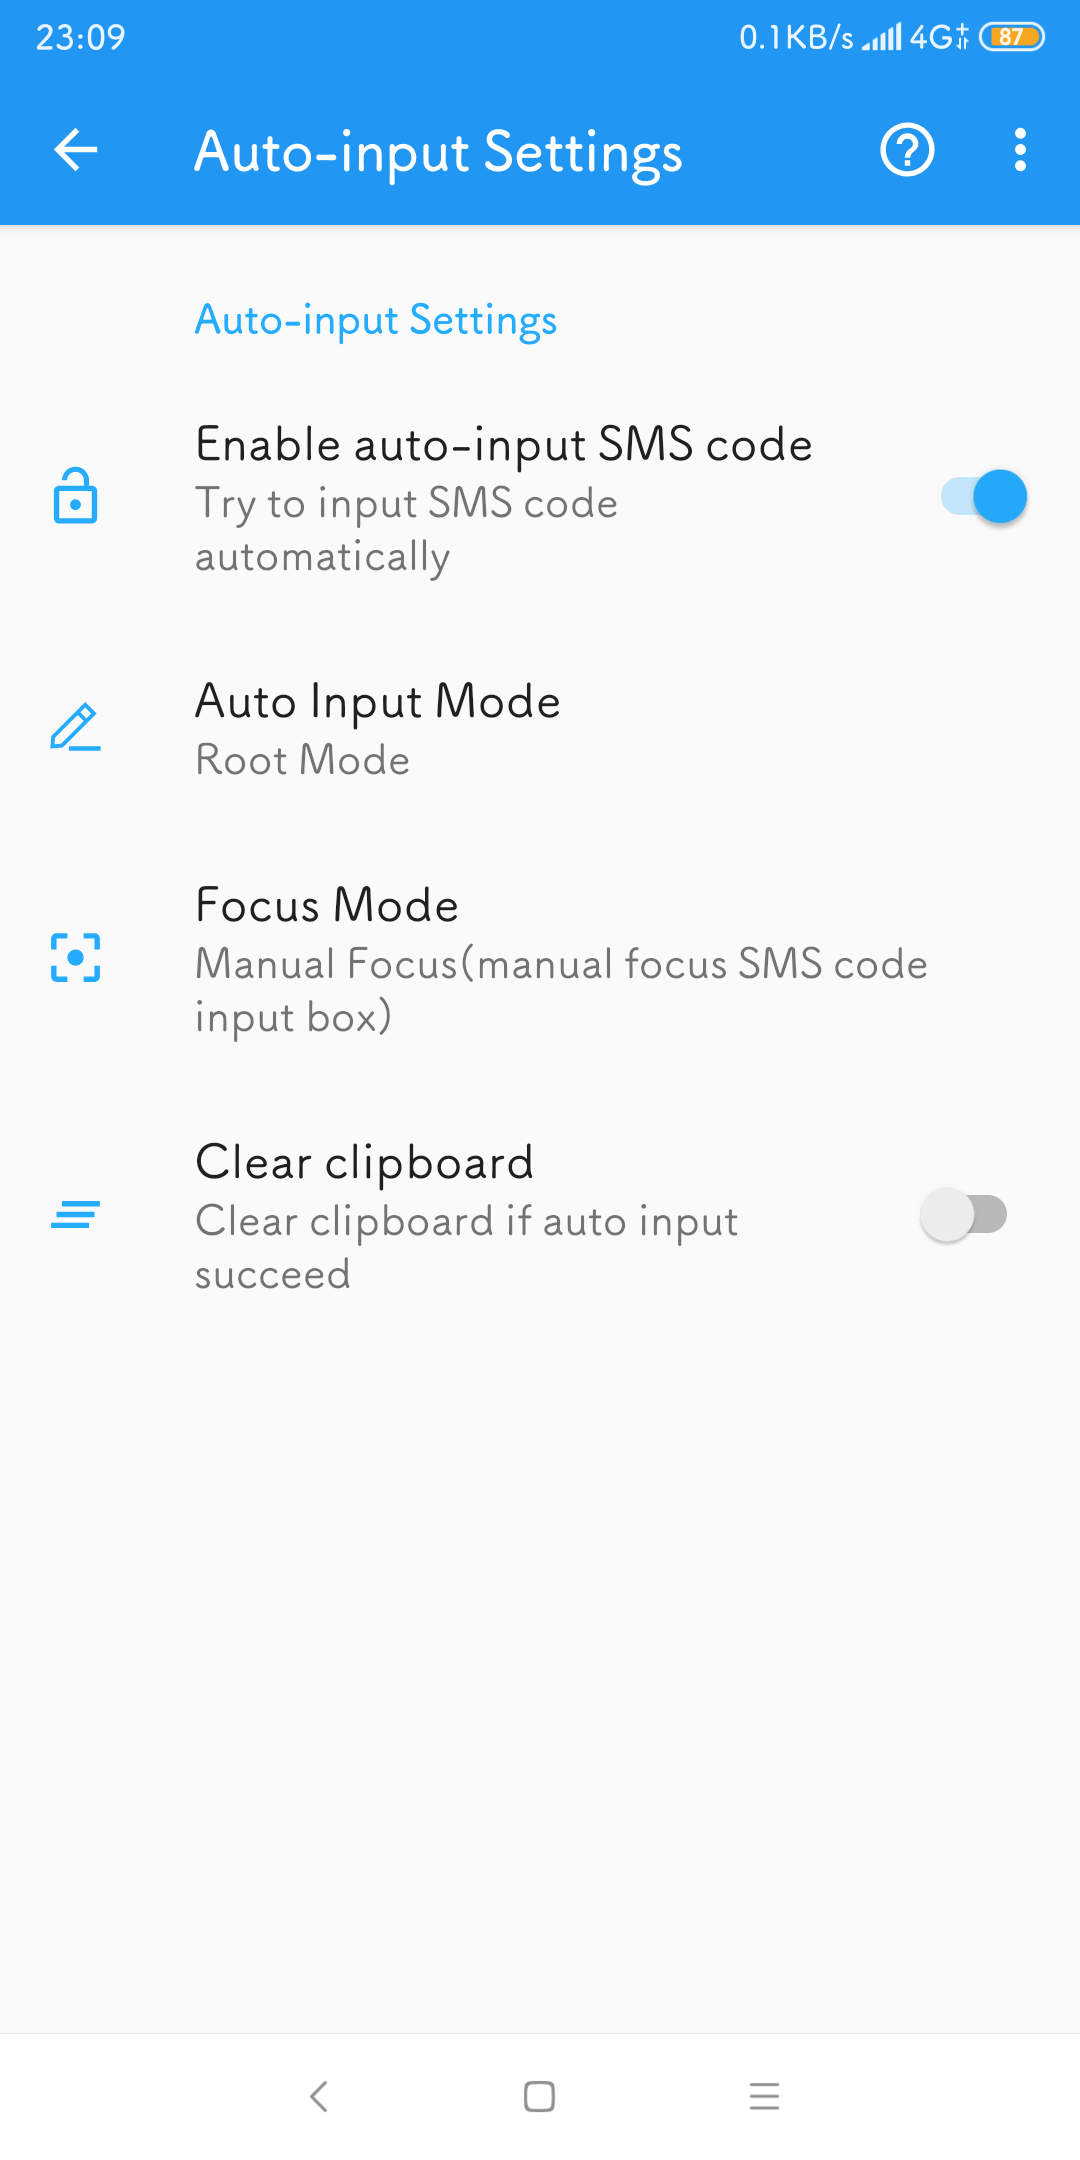 23:09
0.1KB/s 4G+ 87
Auto-input Settings
Auto-input Settings
Enable auto-input SMS code
Try to input SMS code
automatically
Auto Input Mode
Root Mode
Focus Mode
Manual Focus(manual focus SMS code
input box)
Clear clipboard
Clear clipboard if auto input
succeed